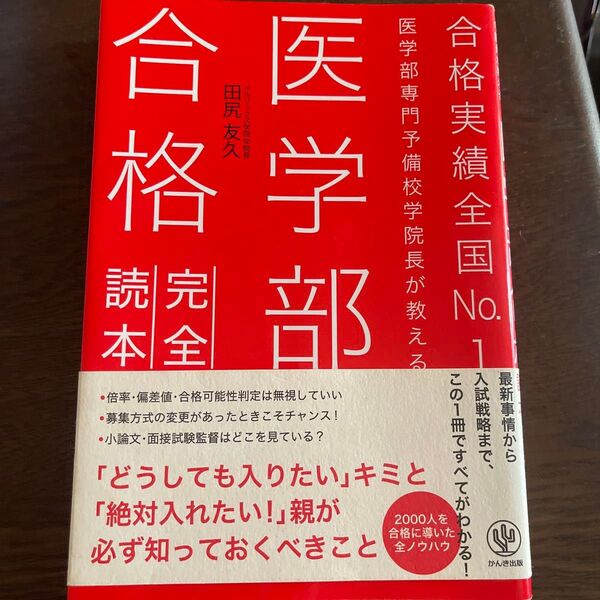 合格実績全国No.1
医学部専門予備校学院長が教える
医学部
合格
田尻 友久
完全
読本
最新事情から
入試戦略まで、
この1冊ですべてがわかる！
・倍率・偏差値・合格可能性判定は無視していい
・募集方式の変更があったときこそチャンス！
・小論文・面接試験監督はどこを見ている？
「どうしても入りたい」キミと
「絶対入れたい！」親が
必ず知っておくべきこと
2000人を
合格に導いた
全ノウハウ
かんき出版